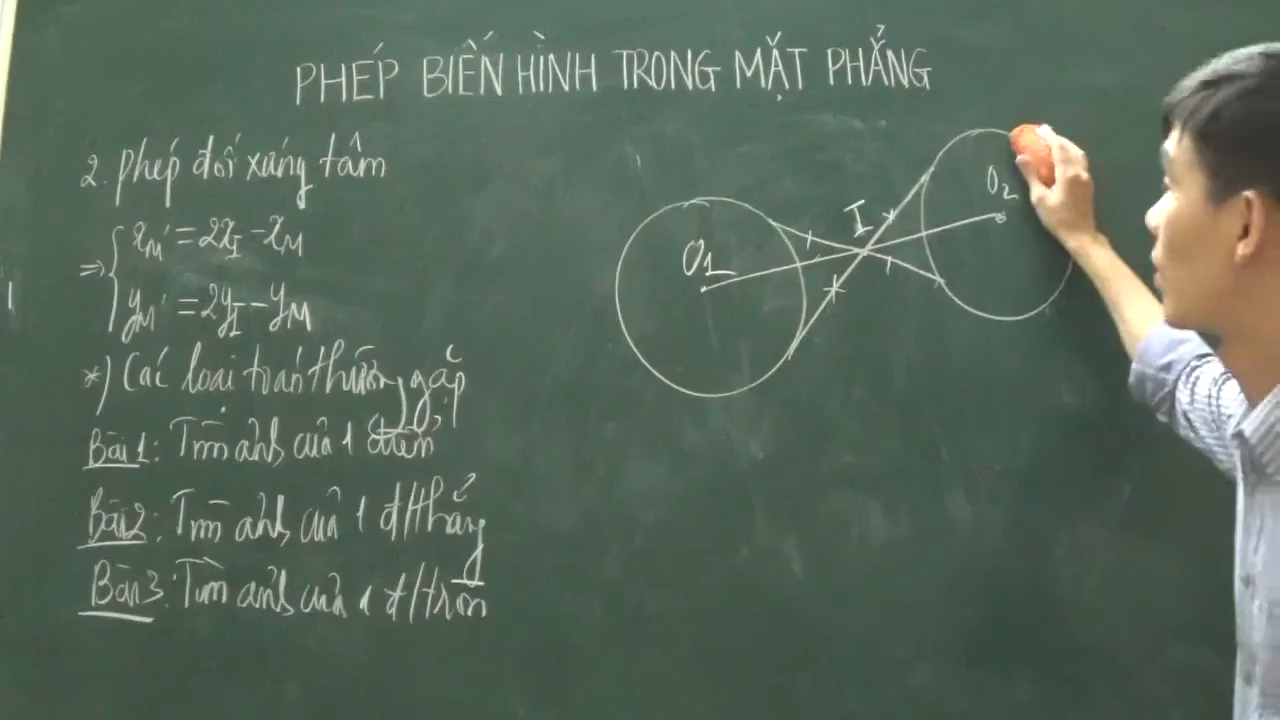 PHÉP BIẾN HÌNH TRONG MẶT PHẲNG
2. Phép đối xứng tâm
⇒ { x_M' = 2x_I - x_M
y_M' = 2y_I - y_M
*) Các loại toán thường gặp
Bài 1: Tìm ảnh của 1 điểm
Bài 2: Tìm ảnh của 1 đ/thẳng
Bài 3: Tìm ảnh của 1 đ/tròn
O1
I
O2